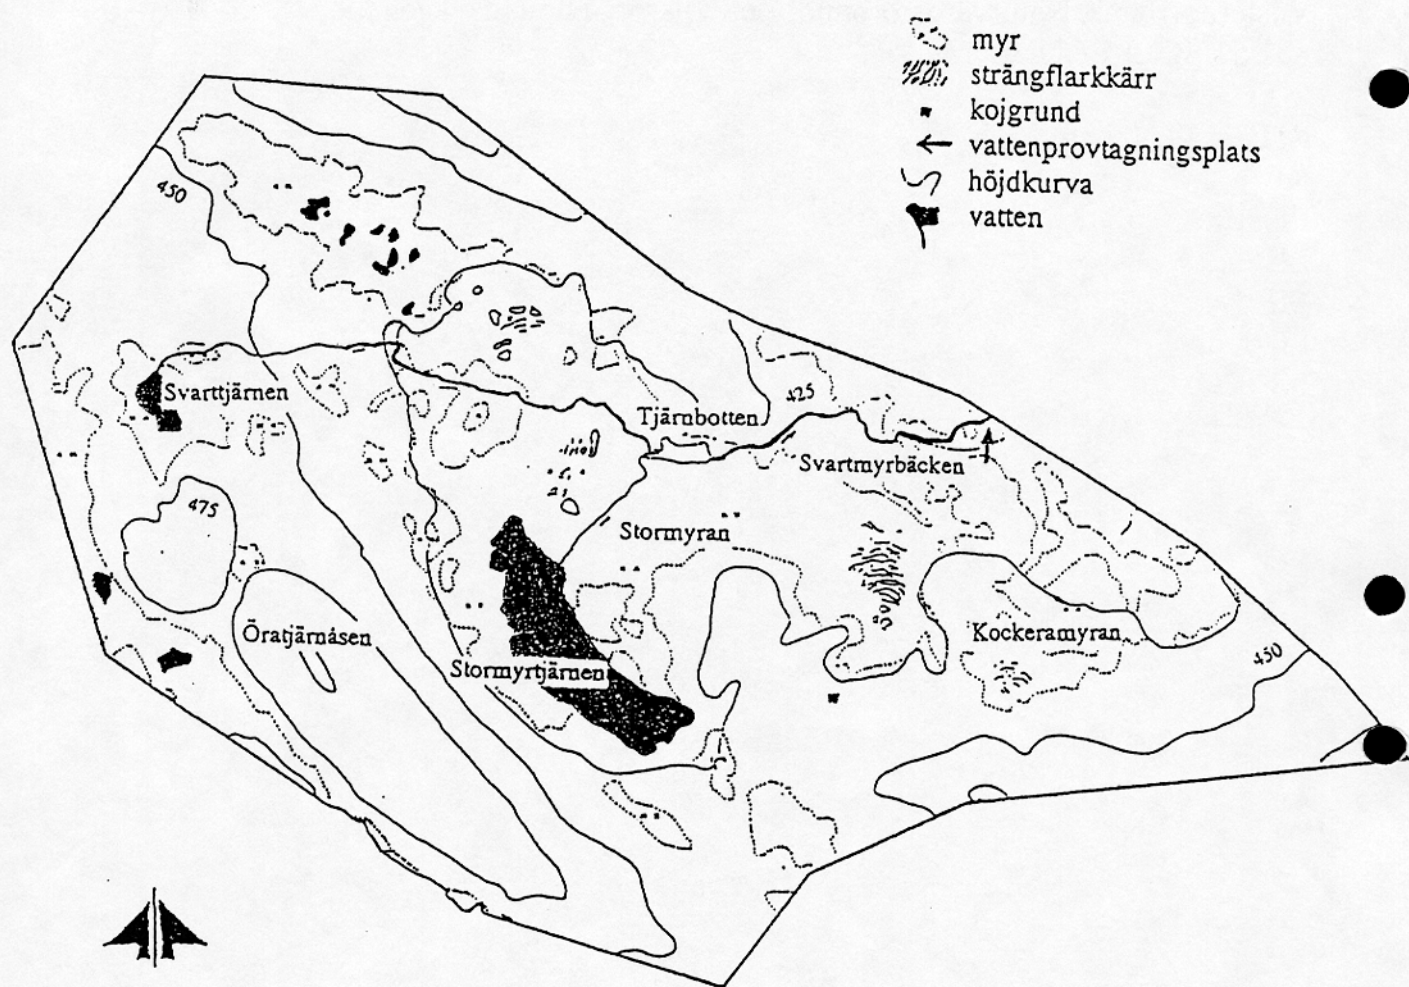 myr
strängflarkkärr
kojgrund
vattenprovtagningsplats
höjdkurva
vatten
450
Svarttjärnen
425
Tjärnbotten
Svartmyrbäcken
475
Stormyran
Öratjärnåsen
Kockeramyran
450
Stormyrtjärnen